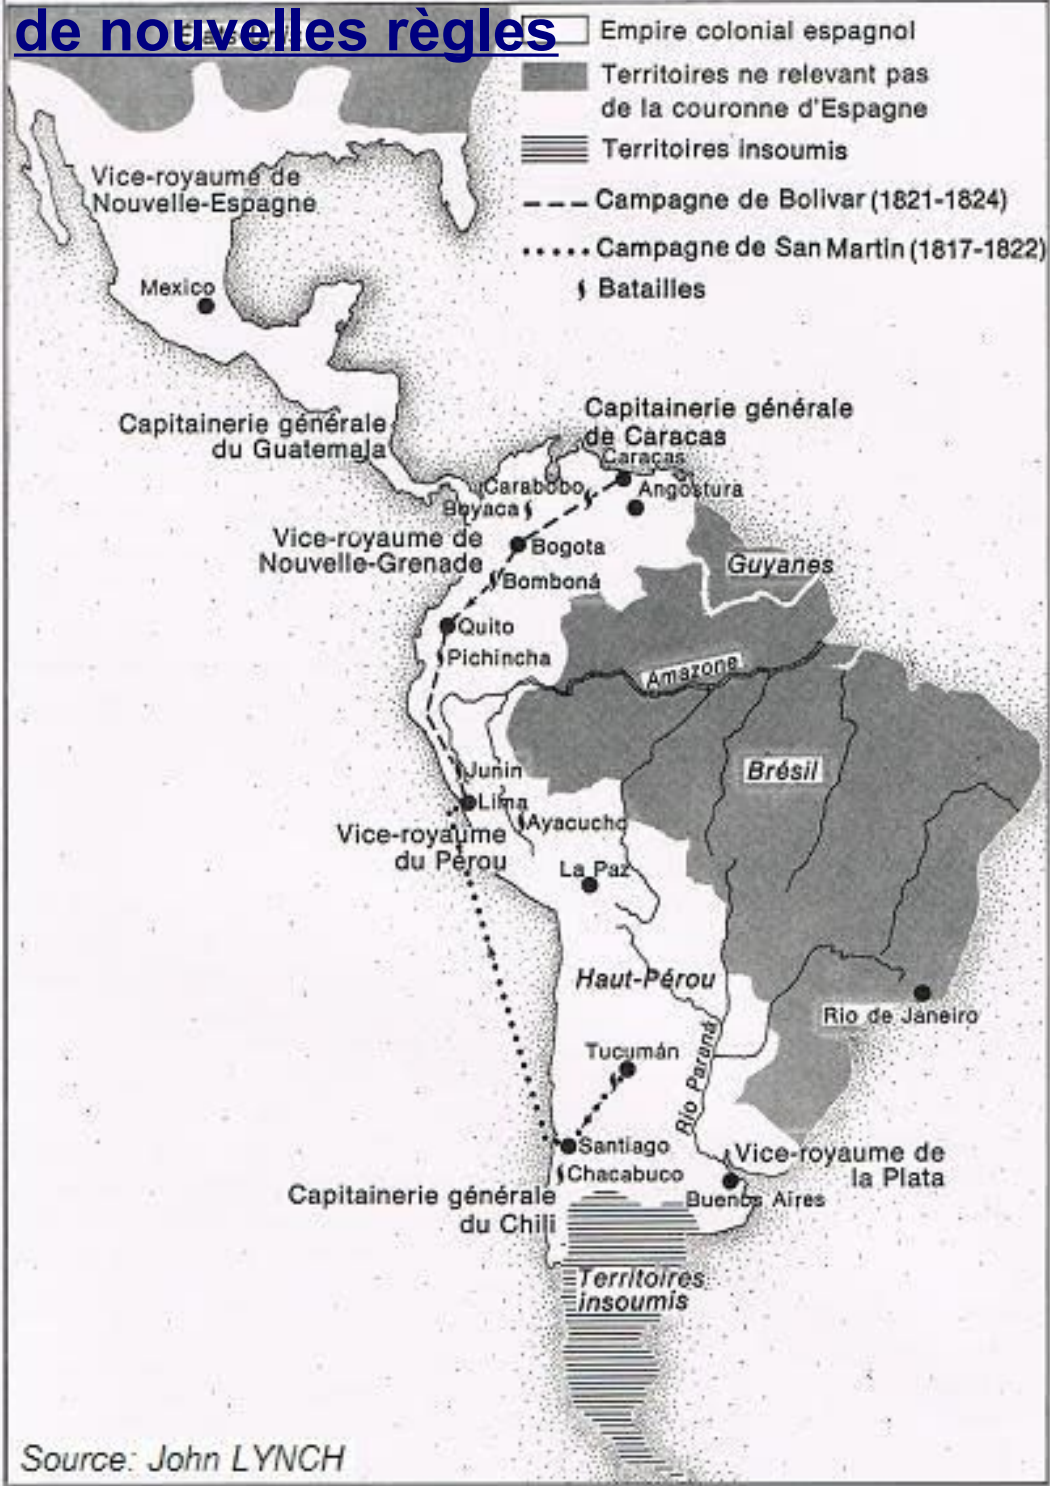 de nouvelles règles
Empire colonial espagnol
Territoires ne relevant pas
de la couronne d'Espagne
Territoires insoumis
Campagne de Bolivar (1821-1824)
Campagne de San Martin (1817-1822)
Batailles
Vice-royaume de
Nouvelle-Espagne
Mexico
Capitainerie générale
du Guatemala
Capitainerie générale
de Caracas
Caracas
Carabobo
Angostura
Boyaca
Vice-royaume de
Nouvelle-Grenade
Bogota
Guyanes
Bomboná
Quito
Pichincha
Amazone
Brésil
Junin
Lima
Ayacucho
Vice-royaume
du Pérou
La Paz
Haut-Pérou
Rio de Janeiro
Tucumán
Rio Paraná
Santiago
Vice-royaume de
la Plata
Chacabuco
Buenos Aires
Capitainerie générale
du Chili
Territoires
insoumis
Source: John LYNCH